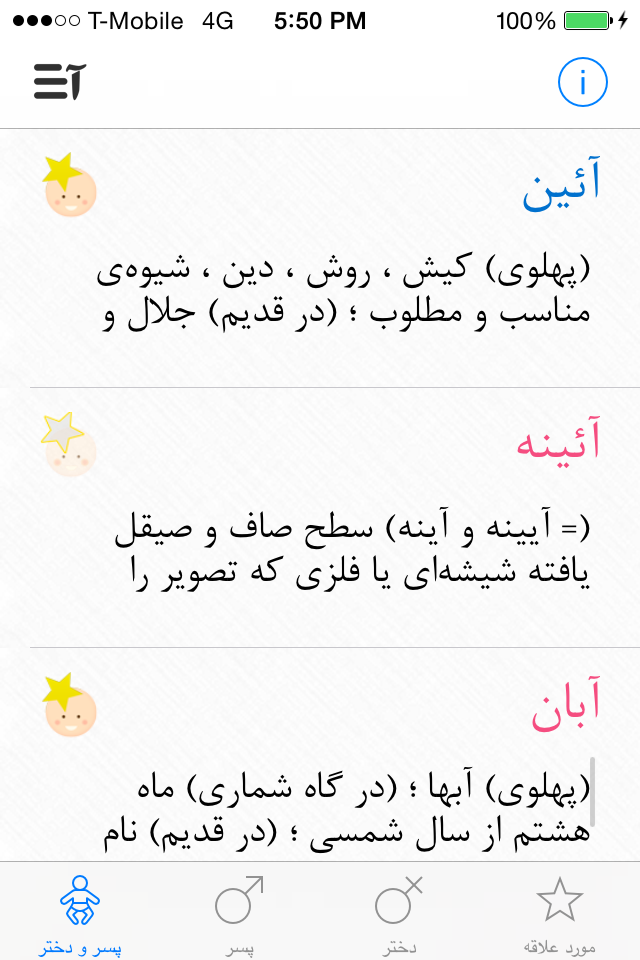 T-Mobile 4G 5:50 PM 100%
آ
i
آئین
(پهلوی) کیش ، روش ، دین ، شیوه‌ی
مناسب و مطلوب ؛ (در قدیم) جلال و
آئینه
(= آیینه و آینه) سطح صاف و صیقل
یافته شیشه‌ای یا فلزی که تصویر را
آبان
(پهلوی) آبها ؛ (در گاه شماری) ماه
هشتم از سال شمسی ؛ (در قدیم) نام
مورد علاقه
دختر
پسر
پسر و دختر